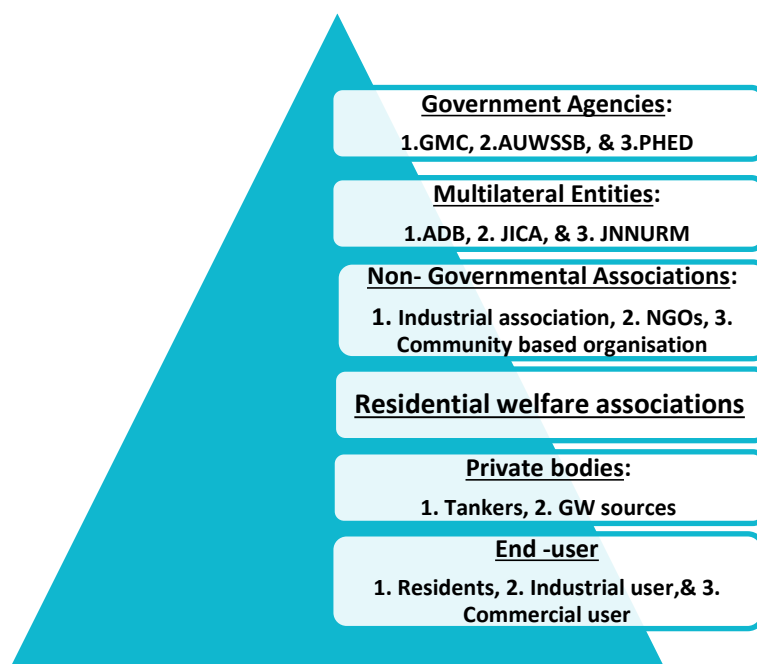 Government Agencies:
1.GMC, 2.AUWSSB, & 3.PHED
Multilateral Entities:
1.ADB, 2. JICA, & 3. JNNURM
Non- Governmental Associations:
1. Industrial association, 2. NGOs, 3.
Community based organisation
Residential welfare associations
Private bodies:
1. Tankers, 2. GW sources
End -user
1. Residents, 2. Industrial user,& 3.
Commercial user